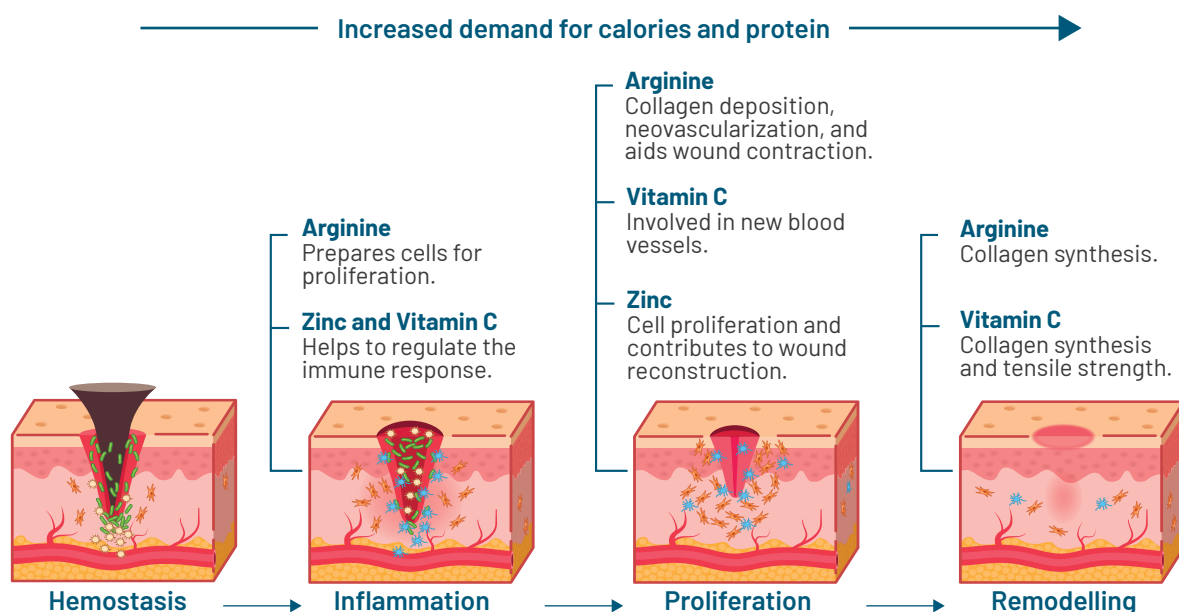 Increased demand for calories and protein
Arginine
Prepares cells for
proliferation.
Zinc and Vitamin C
Helps to regulate the
immune response.
Arginine
Collagen deposition,
neovascularization, and
aids wound contraction.
Vitamin C
Involved in new blood
vessels.
Zinc
Cell proliferation and
contributes to wound
reconstruction.
Arginine
Collagen synthesis.
Vitamin C
Collagen synthesis
and tensile strength.
Hemostasis
Inflammation
Proliferation
Remodelling